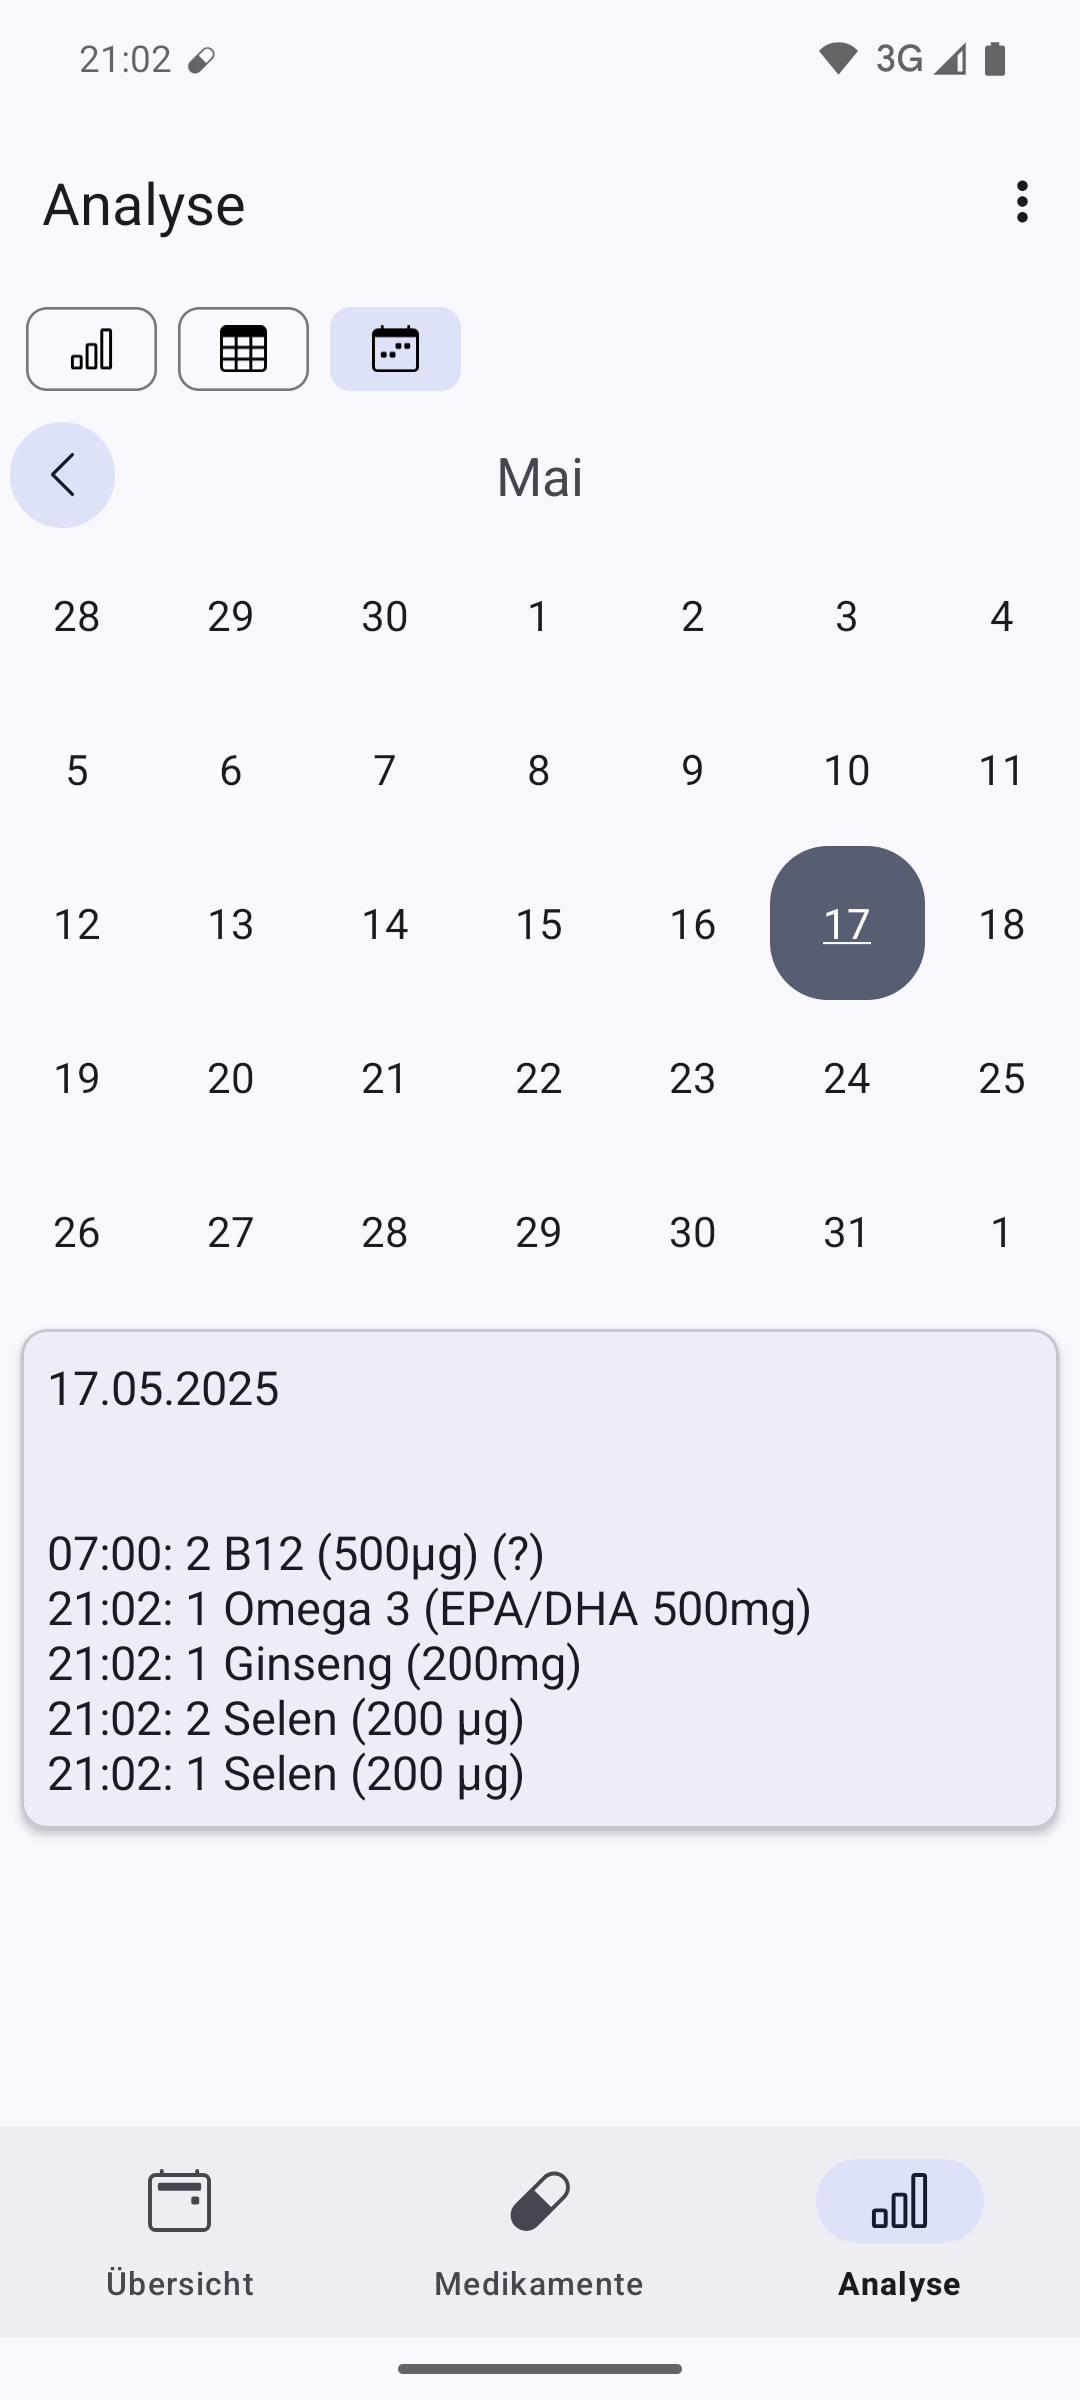 21:02 3G
Analyse
Mai
28 29 30 1 2 3 4
5 6 7 8 9 10 11
12 13 14 15 16 17 18
19 20 21 22 23 24 25
26 27 28 29 30 31 1
17.05.2025
07:00: 2 B12 (500µg) (?)
21:02: 1 Omega 3 (EPA/DHA 500mg)
21:02: 1 Ginseng (200mg)
21:02: 2 Selen (200 µg)
21:02: 1 Selen (200 µg)
Übersicht Medikamente Analyse